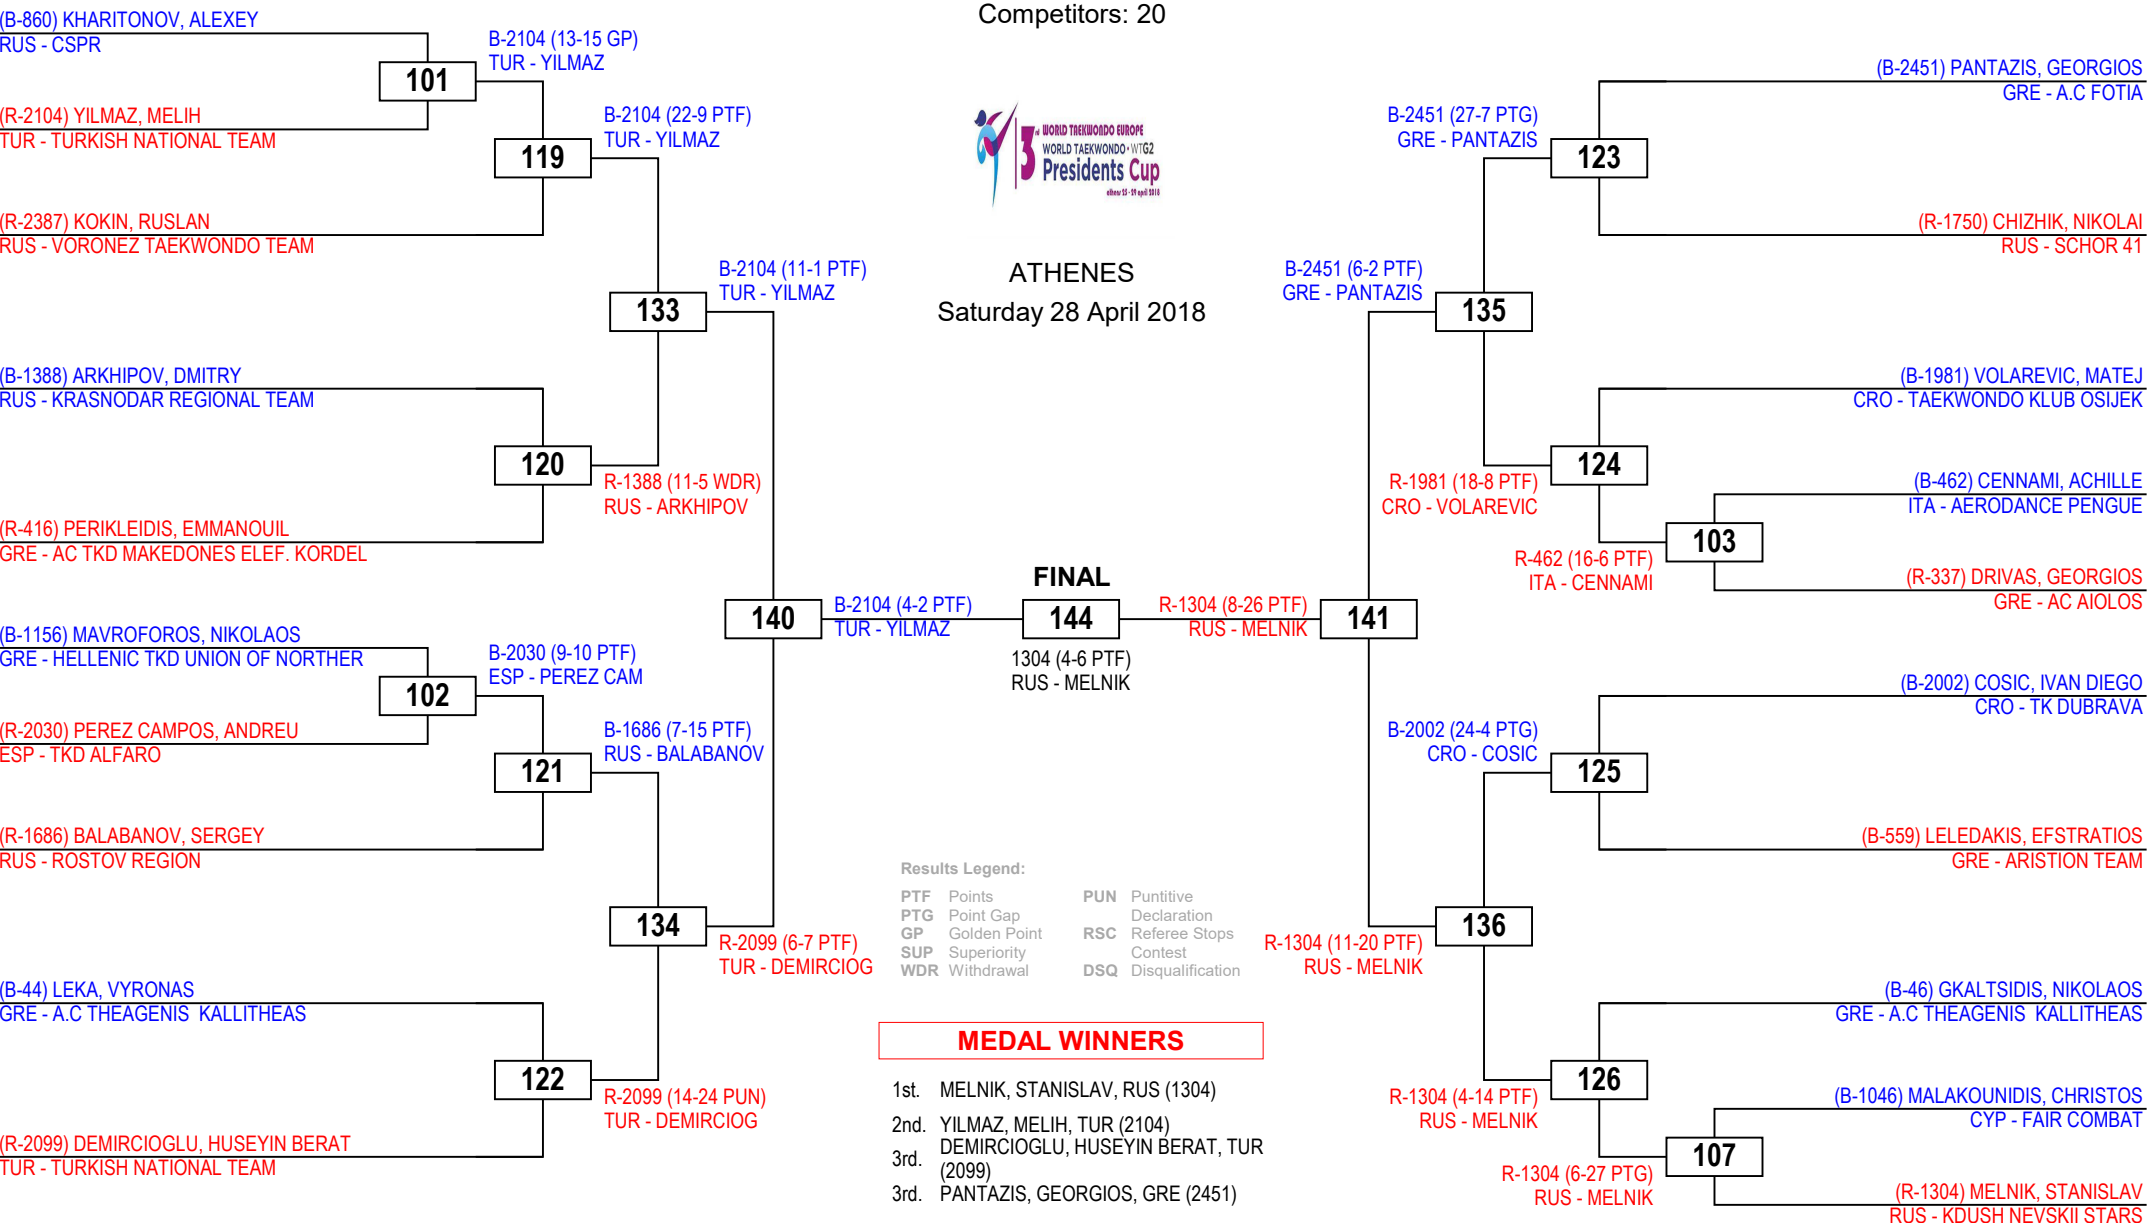 Competitors: 20
WORLD TAEKWONDO EUROPE
3rd
WORLD TAEKWONDO • WTG2
Presidents Cup
athens 25 - 29 april 2018
ATHENES
Saturday 28 April 2018
(B-860) KHARITONOV, ALEXEY
RUS - CSPR
101
(R-2104) YILMAZ, MELIH
TUR - TURKISH NATIONAL TEAM
B-2104 (13-15 GP)
TUR - YILMAZ
119
(R-2387) KOKIN, RUSLAN
RUS - VORONEZ TAEKWONDO TEAM
B-2104 (22-9 PTF)
TUR - YILMAZ
133
B-2104 (11-1 PTF)
TUR - YILMAZ
(B-1388) ARKHIPOV, DMITRY
RUS - KRASNODAR REGIONAL TEAM
120
R-1388 (11-5 WDR)
RUS - ARKHIPOV
(R-416) PERIKLEIDIS, EMMANOUIL
GRE - AC TKD MAKEDONES ELEF. KORDEL
140
B-2104 (4-2 PTF)
TUR - YILMAZ
(B-1156) MAVROFOROS, NIKOLAOS
GRE - HELLENIC TKD UNION OF NORTHER
102
(R-2030) PEREZ CAMPOS, ANDREU
ESP - TKD ALFARO
B-2030 (9-10 PTF)
ESP - PEREZ CAM
121
B-1686 (7-15 PTF)
RUS - BALABANOV
(R-1686) BALABANOV, SERGEY
RUS - ROSTOV REGION
134
R-2099 (6-7 PTF)
TUR - DEMIRCIOG
(B-44) LEKA, VYRONAS
GRE - A.C THEAGENIS  KALLITHEAS
122
R-2099 (14-24 PUN)
TUR - DEMIRCIOG
(R-2099) DEMIRCIOGLU, HUSEYIN BERAT
TUR - TURKISH NATIONAL TEAM
FINAL
144
1304 (4-6 PTF)
RUS - MELNIK
(B-2451) PANTAZIS, GEORGIOS
GRE - A.C FOTIA
B-2451 (27-7 PTG)
GRE - PANTAZIS
123
(R-1750) CHIZHIK, NIKOLAI
RUS - SCHOR 41
B-2451 (6-2 PTF)
GRE - PANTAZIS
135
(B-1981) VOLAREVIC, MATEJ
CRO - TAEKWONDO KLUB OSIJEK
R-1981 (18-8 PTF)
CRO - VOLAREVIC
124
(B-462) CENNAMI, ACHILLE
ITA - AERODANCE PENGUE
R-462 (16-6 PTF)
ITA - CENNAMI
103
(R-337) DRIVAS, GEORGIOS
GRE - AC AIOLOS
R-1304 (8-26 PTF)
RUS - MELNIK
141
(B-2002) COSIC, IVAN DIEGO
CRO - TK DUBRAVA
B-2002 (24-4 PTG)
CRO - COSIC
125
(B-559) LELEDAKIS, EFSTRATIOS
GRE - ARISTION TEAM
R-1304 (11-20 PTF)
RUS - MELNIK
136
(B-46) GKALTSIDIS, NIKOLAOS
GRE - A.C THEAGENIS  KALLITHEAS
R-1304 (4-14 PTF)
RUS - MELNIK
126
(B-1046) MALAKOUNIDIS, CHRISTOS
CYP - FAIR COMBAT
R-1304 (6-27 PTG)
RUS - MELNIK
107
(R-1304) MELNIK, STANISLAV
RUS - KDUSH NEVSKII STARS
Results Legend:
PTF Points
PTG Point Gap
GP Golden Point
SUP Superiority
WDR Withdrawal
PUN Puntitive
Declaration
RSC Referee Stops
Contest
DSQ Disqualification
MEDAL WINNERS
1st. MELNIK, STANISLAV, RUS (1304)
2nd. YILMAZ, MELIH, TUR (2104)
3rd. DEMIRCIOGLU, HUSEYIN BERAT, TUR
(2099)
3rd. PANTAZIS, GEORGIOS, GRE (2451)